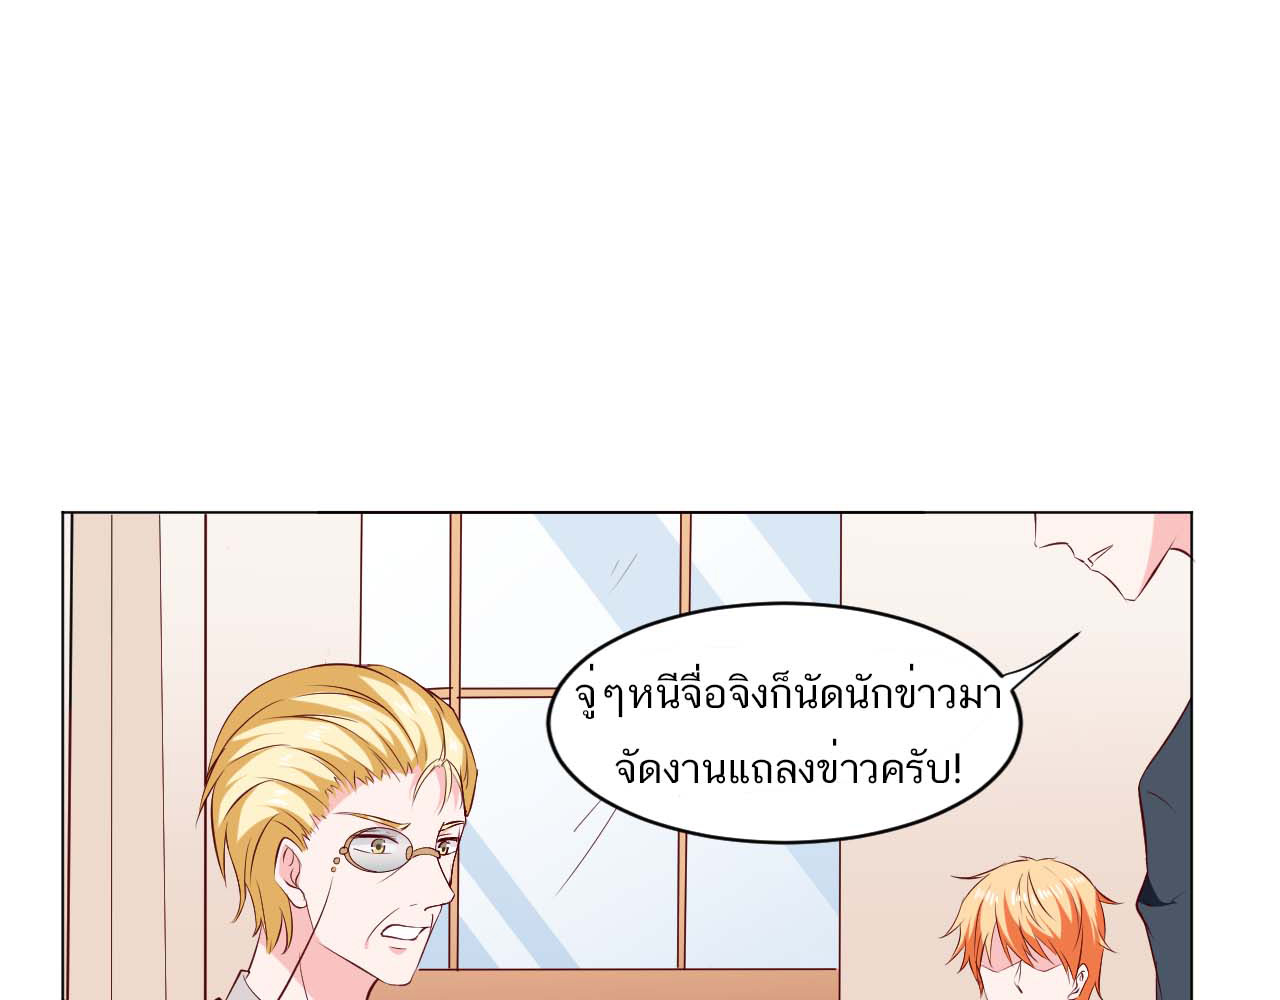 จู่ๆหนีจื่อจิงก็นัดนักข่าวมา
จัดงานแถลงข่าวครับ!